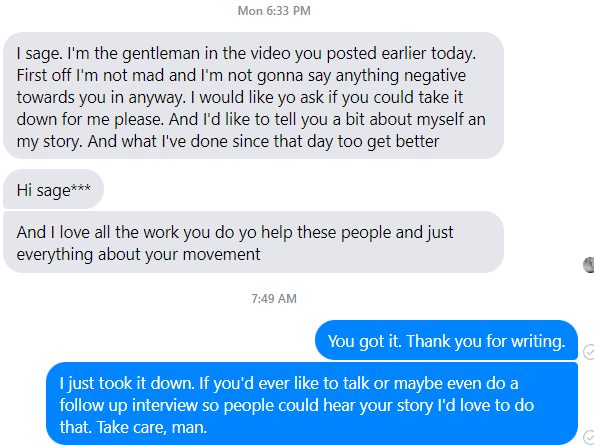 Mon 6:33 PM
I sage. I'm the gentleman in the video you posted earlier today.
First off I'm not mad and I'm not gonna say anything negative
towards you in anyway. I would like yo ask if you could take it
down for me please. And I'd like to tell you a bit about myself an
my story. And what I've done since that day too get better
Hi sage***
And I love all the work you do yo help these people and just
everything about your movement
7:49 AM
You got it. Thank you for writing.
I just took it down. If you'd ever like to talk or maybe even do a
follow up interview so people could hear your story I'd love to do
that. Take care, man.